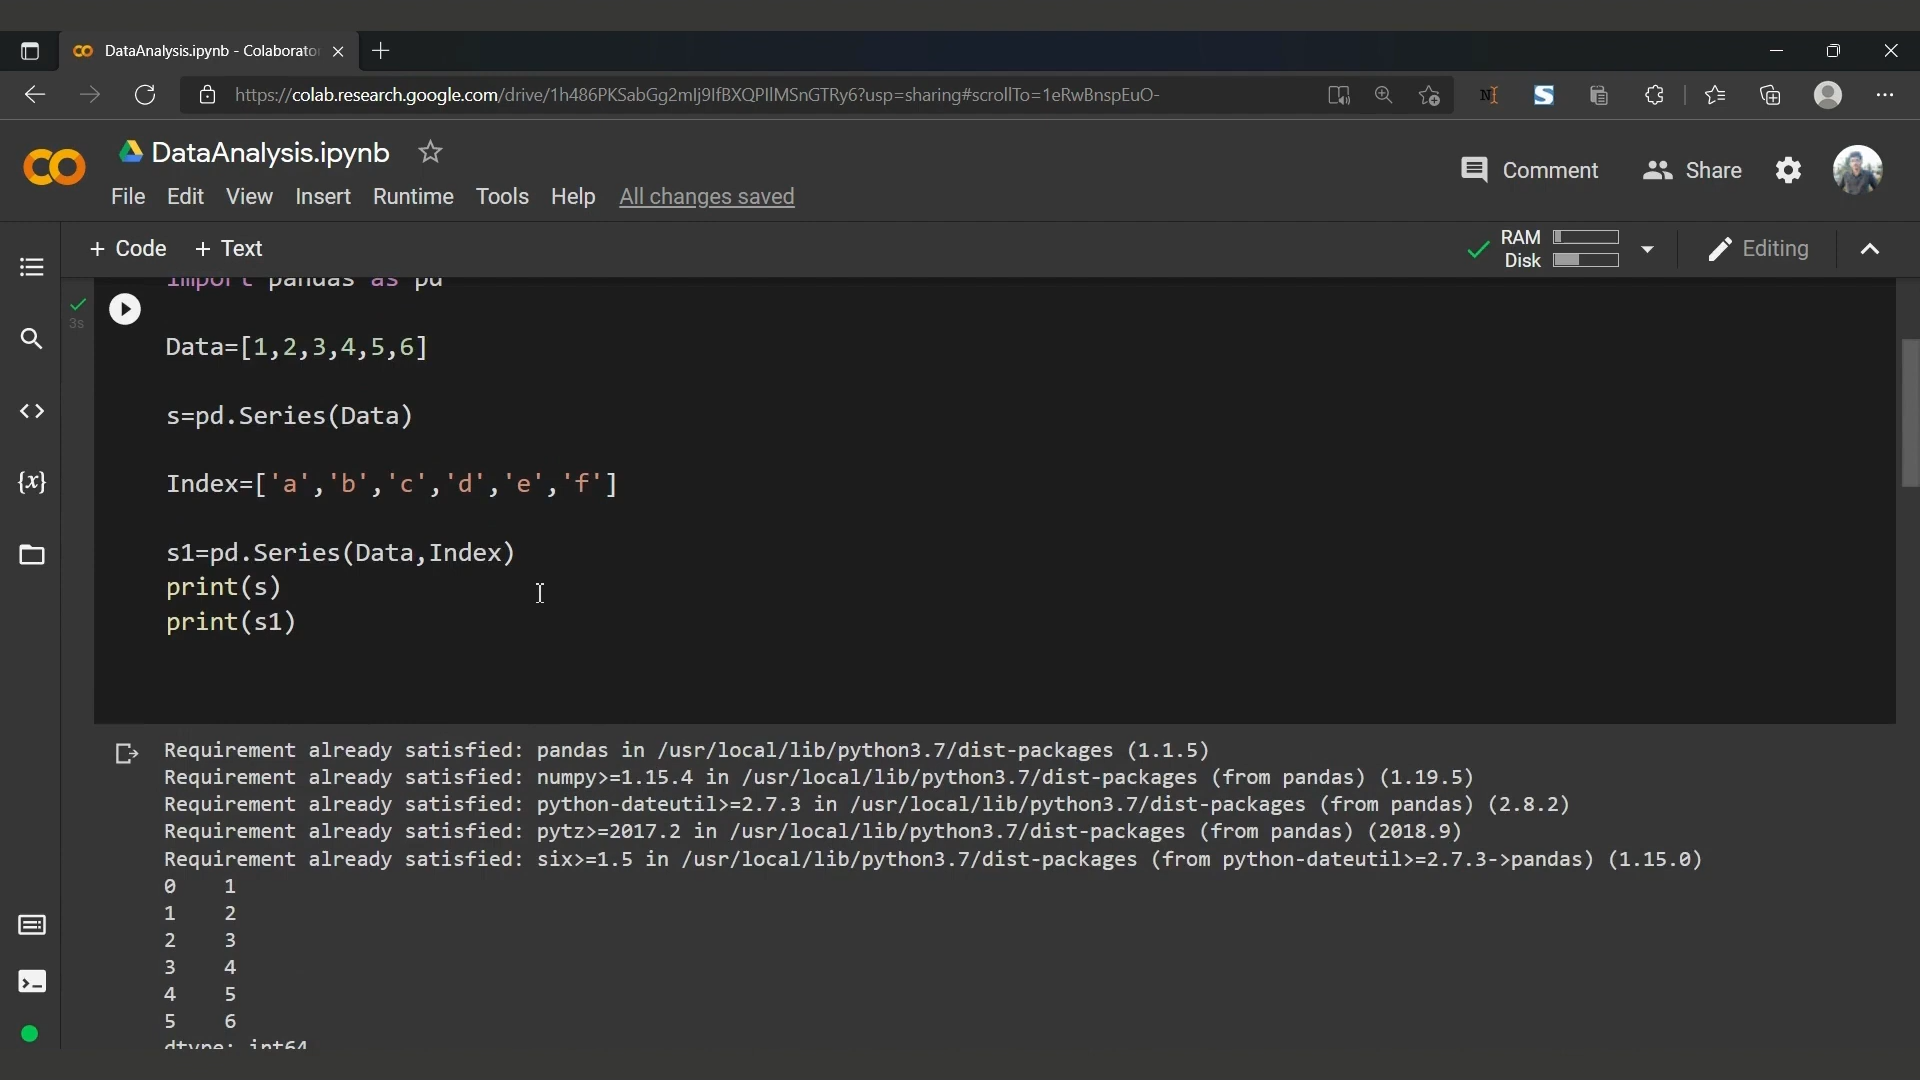 DataAnalysis.ipynb - Colaborato
https://colab.research.google.com/drive/1h486PKSabGg2mlj9lfBXQPIlMSnGTRy6?usp=sharing#scrollTo=1eRwBnspEuO-
DataAnalysis.ipynb
Comment
Share
File Edit View Insert Runtime Tools Help All changes saved
+ Code + Text
RAM
Disk
Editing
import pandas as pd
3s
Data=[1,2,3,4,5,6]
s=pd.Series(Data)
Index=['a','b','c','d','e','f']
s1=pd.Series(Data,Index)
print(s)
print(s1)
Requirement already satisfied: pandas in /usr/local/lib/python3.7/dist-packages (1.1.5)
Requirement already satisfied: numpy>=1.15.4 in /usr/local/lib/python3.7/dist-packages (from pandas) (1.19.5)
Requirement already satisfied: python-dateutil>=2.7.3 in /usr/local/lib/python3.7/dist-packages (from pandas) (2.8.2)
Requirement already satisfied: pytz>=2017.2 in /usr/local/lib/python3.7/dist-packages (from pandas) (2018.9)
Requirement already satisfied: six>=1.5 in /usr/local/lib/python3.7/dist-packages (from python-dateutil>=2.7.3->pandas) (1.15.0)
0 1
1 2
2 3
3 4
4 5
5 6
dtype: int64